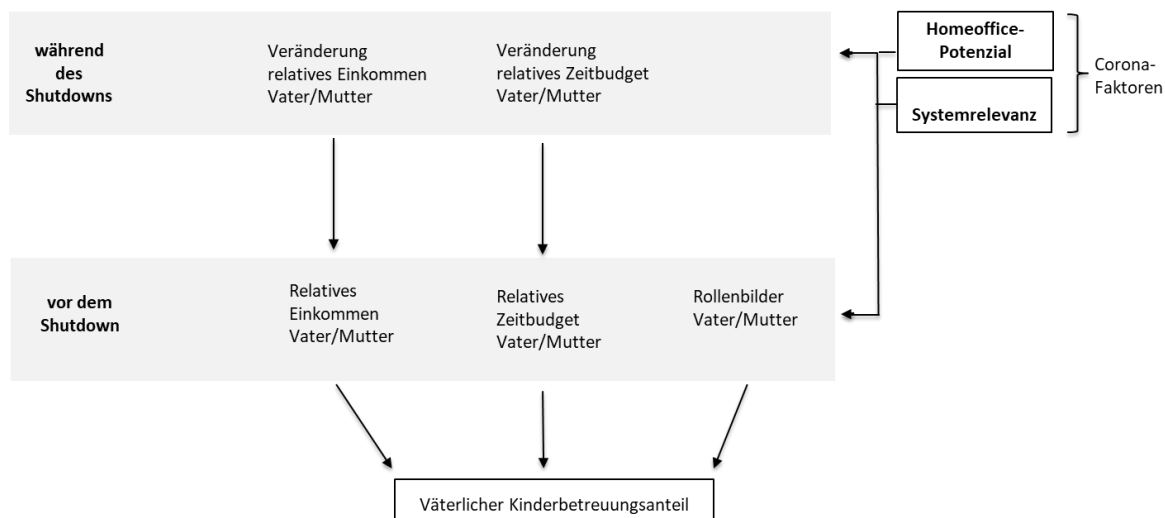 während
des
Shutdowns
Veränderung
relatives Einkommen
Vater/Mutter
Veränderung
relatives Zeitbudget
Vater/Mutter
Homeoffice-
Potenzial
Systemrelevanz
Corona-
Faktoren
vor dem
Shutdown
Relatives
Einkommen
Vater/Mutter
Relatives
Zeitbudget
Vater/Mutter
Rollenbilder
Vater/Mutter
Väterlicher Kinderbetreuungsanteil